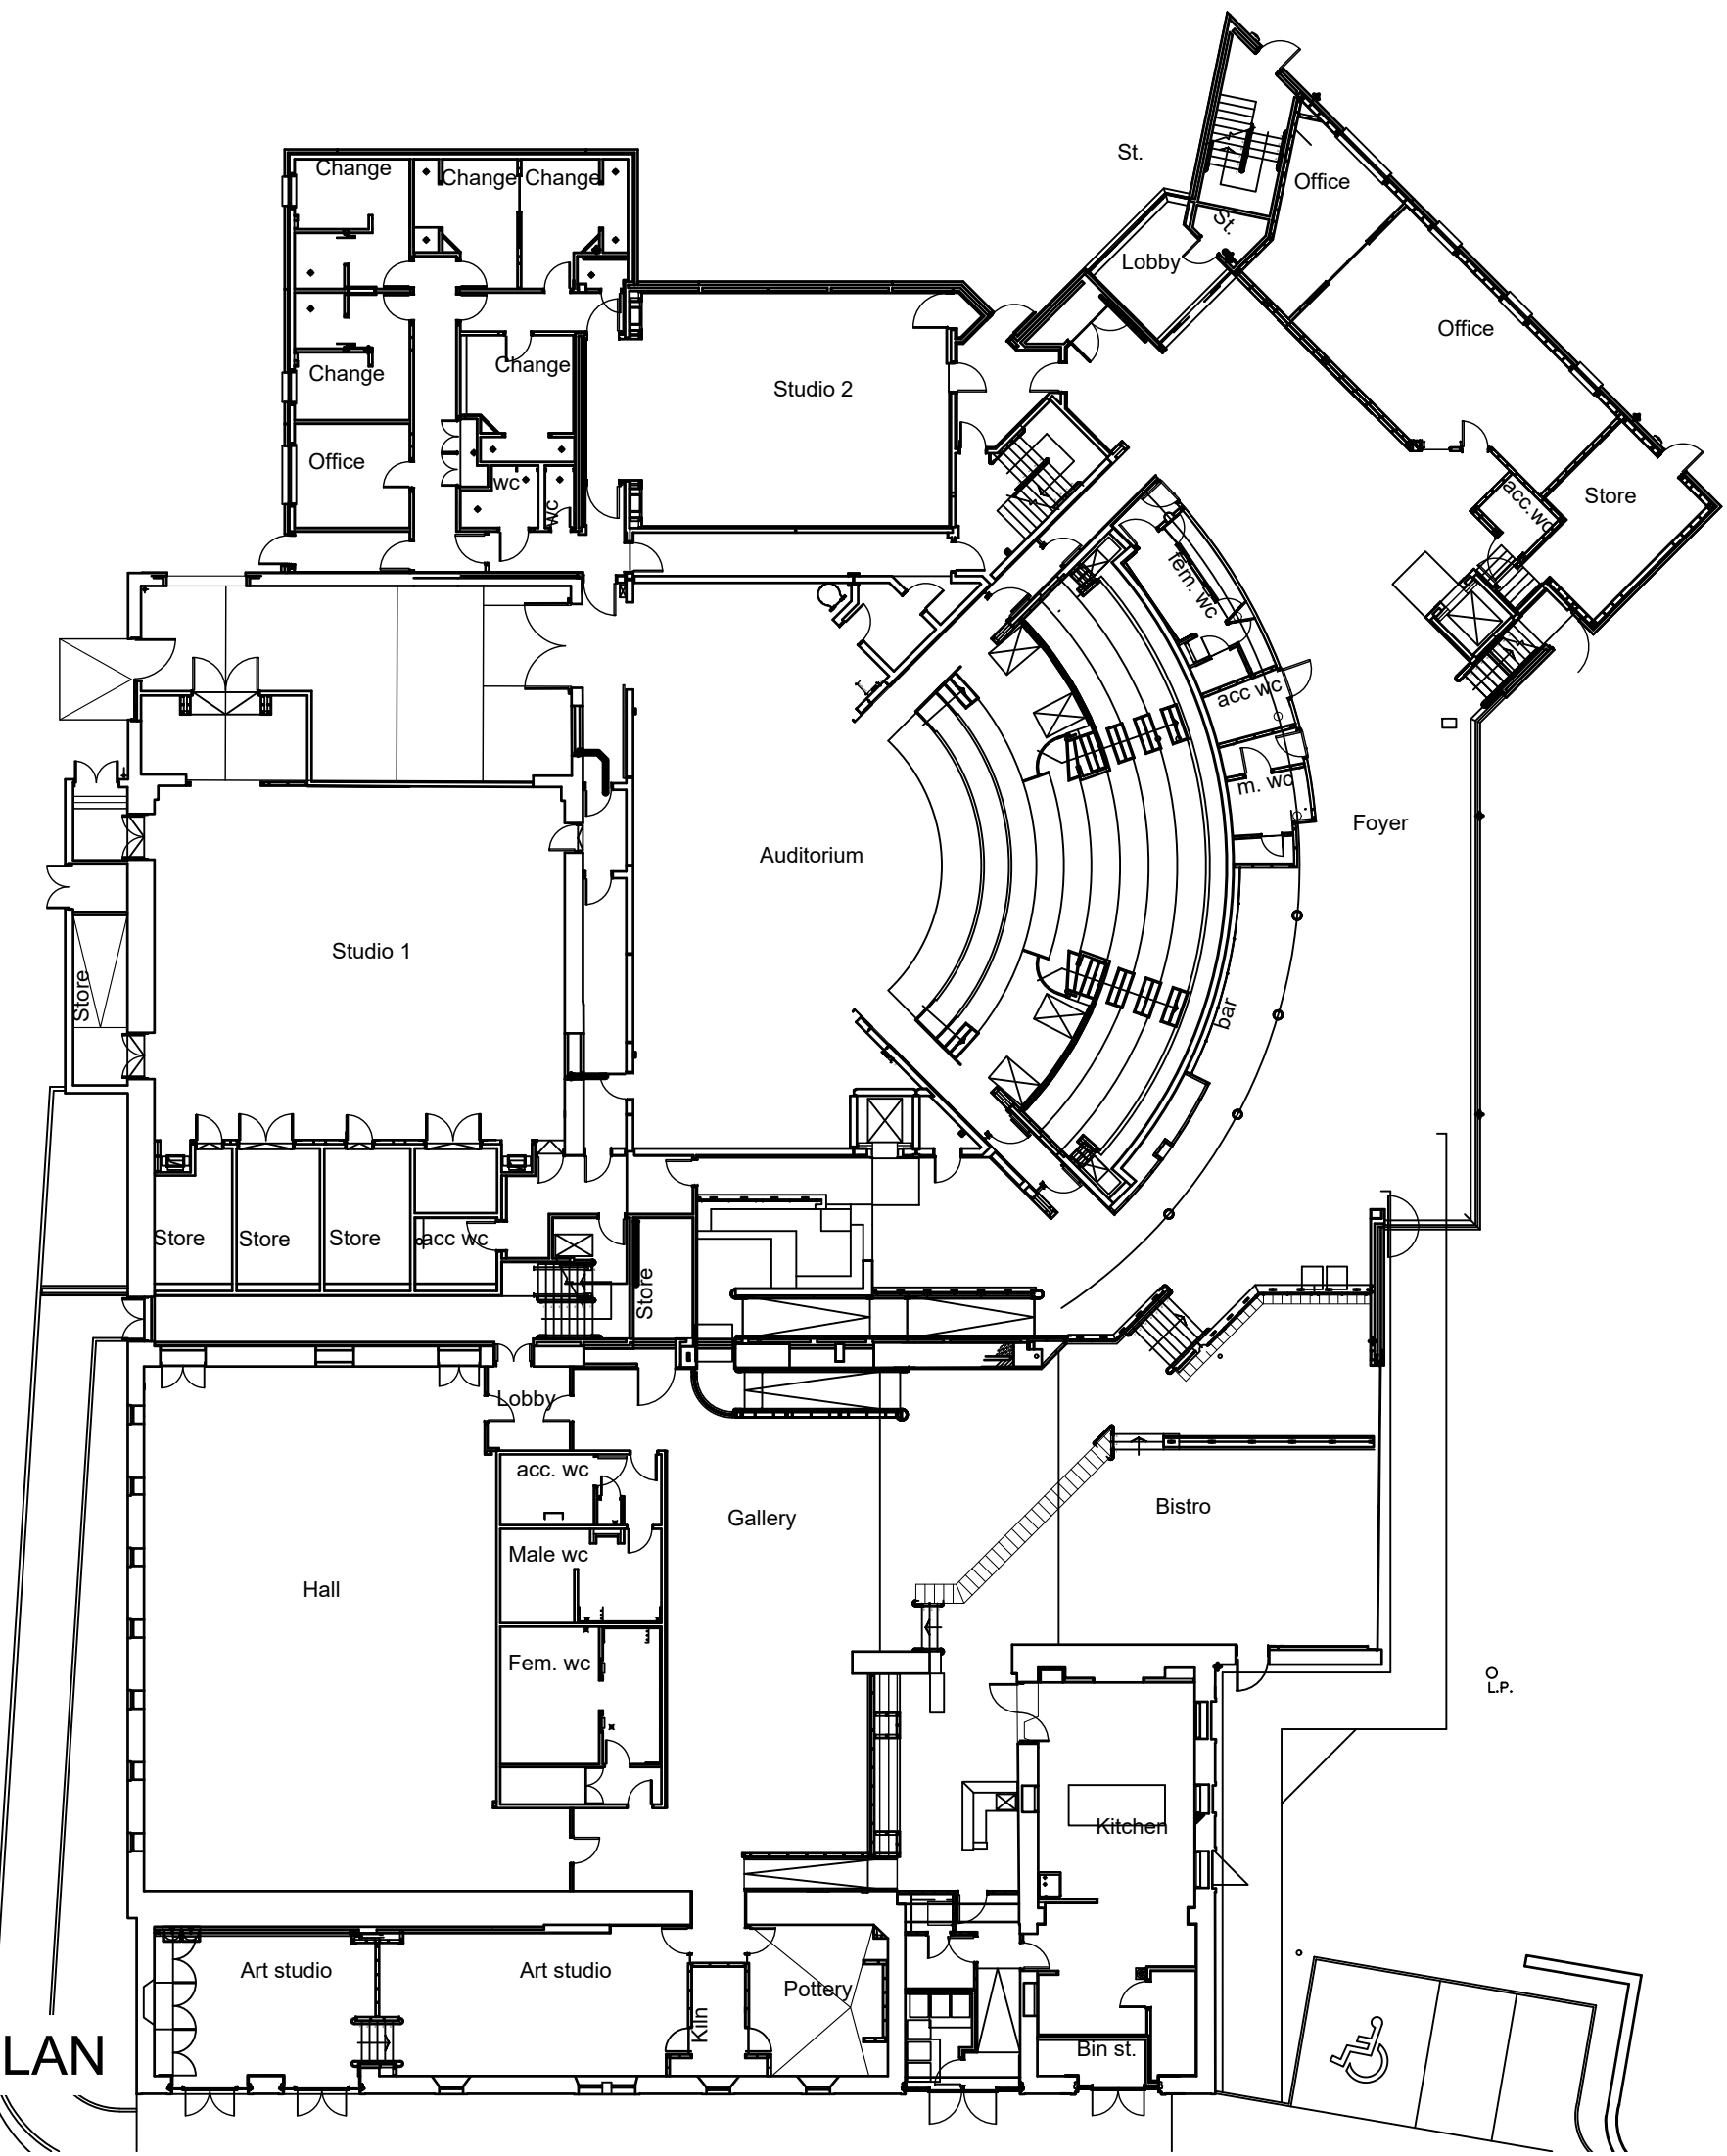 St.
Change
Change
Change
Office
St.
Lobby
Office
Change
Change
Studio 2
Office
wc
wc
acc.wc
Store
fem. wc
acc wc
m. wc
Foyer
Auditorium
Studio 1
Store
bar
Store
Store
Store
acc wc
Store
Lobby
acc. wc
Gallery
Bistro
Male wc
Hall
Fem. wc
L.P.
Kitchen
Art studio
Art studio
Pottery
Kiln
Bin st.
LAN